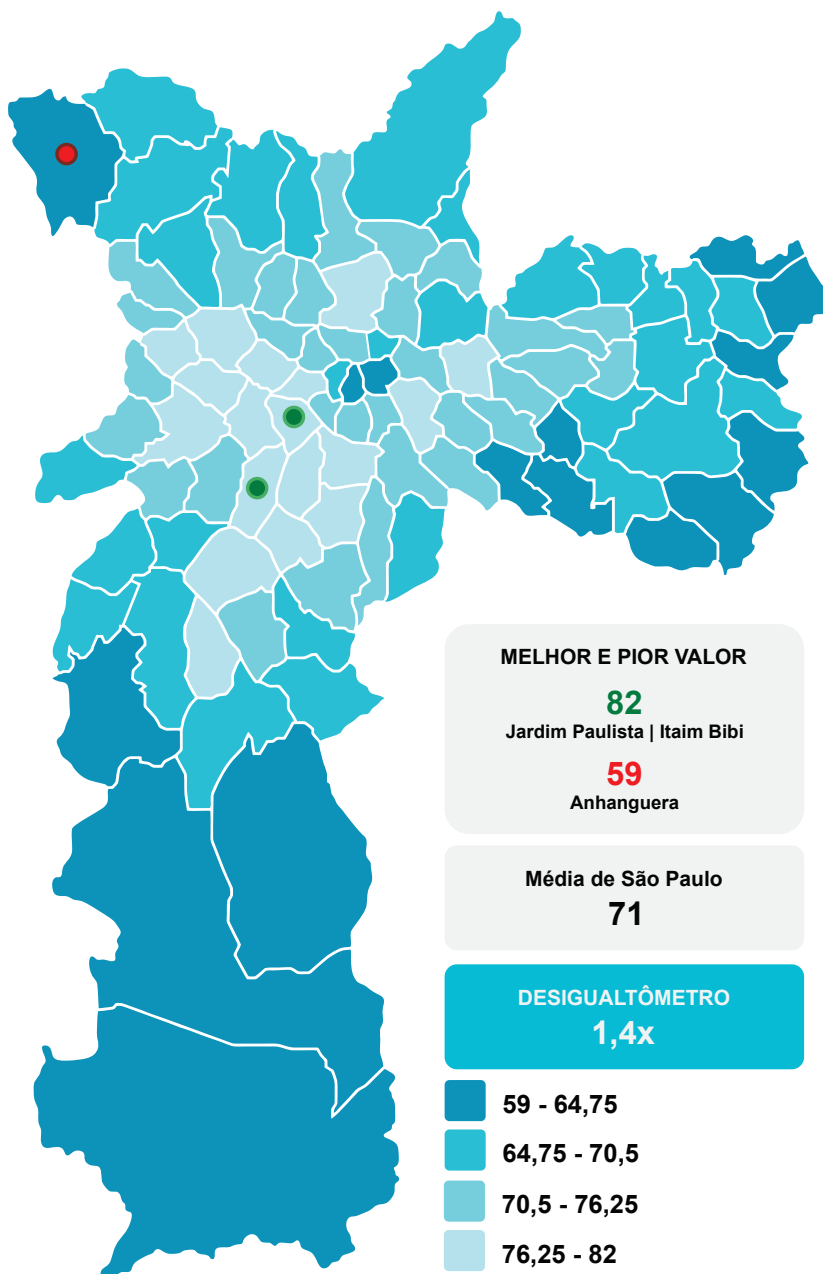 MELHOR E PIOR VALOR
82
Jardim Paulista | Itaim Bibi
59
Anhanguera
Média de São Paulo
71
DESIGUALTÔMETRO
1,4x
59 - 64,75
64,75 - 70,5
70,5 - 76,25
76,25 - 82